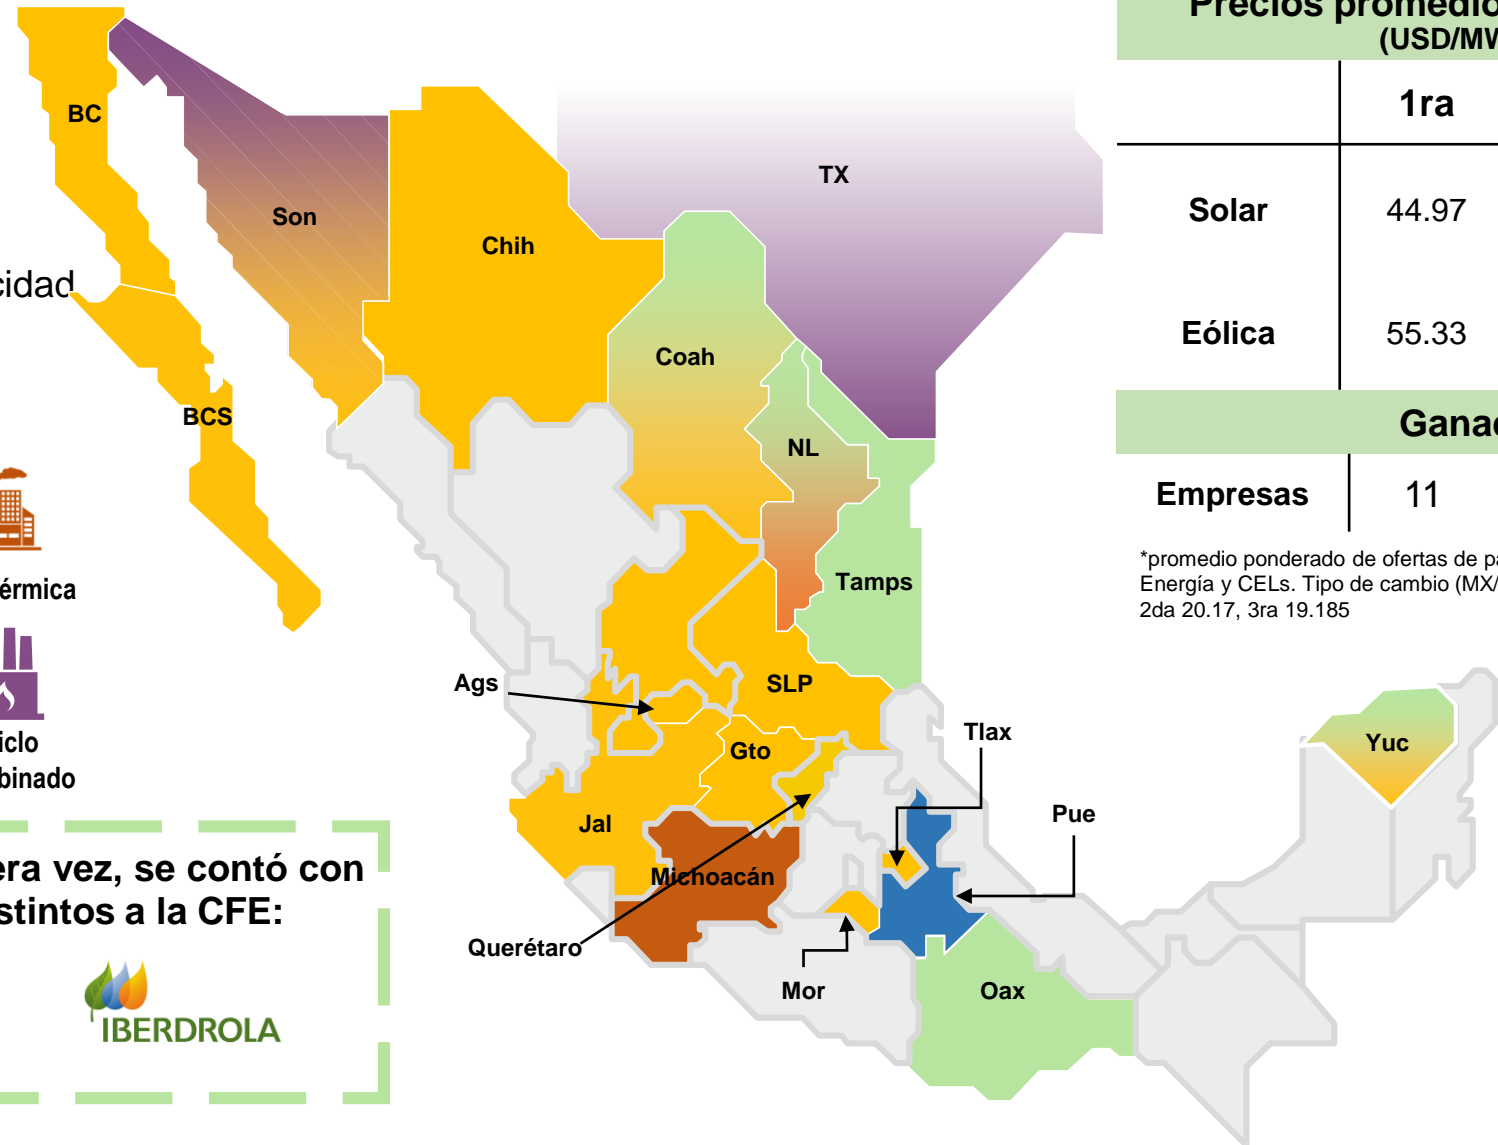 Precios promedio
(USD/MW
1ra
Solar
44.97
Eólica
55.33
Ganac
Empresas
11
*promedio ponderado de ofertas de pa
Energía y CELs. Tipo de cambio (MX/
2da 20.17, 3ra 19.185
BC
Son
Chih
TX
cidad
Coah
BCS
NL
Tamps
érmica
iclo
binado
Ags
SLP
Gto
Tlax
Yuc
Jal
Pue
Michoacán
Querétaro
Mor
Oax
era vez, se contó con
stintos a la CFE:
IBERDROLA